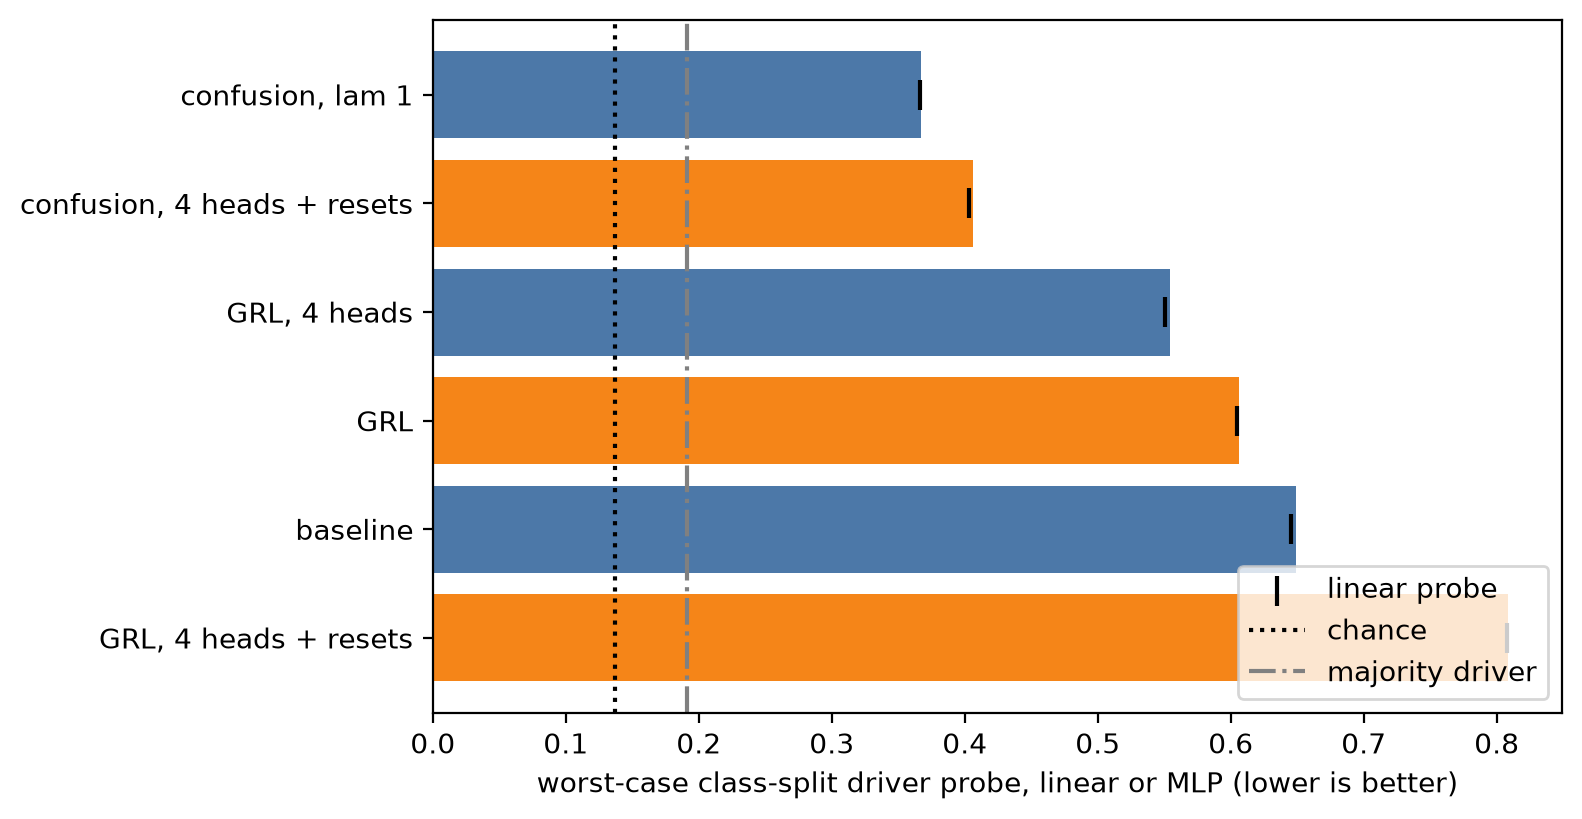 confusion, lam 1
confusion, 4 heads + resets
GRL, 4 heads
GRL
baseline
GRL, 4 heads + resets
linear probe
chance
majority driver
0.0 0.1 0.2 0.3 0.4 0.5 0.6 0.7 0.8
worst-case class-split driver probe, linear or MLP (lower is better)